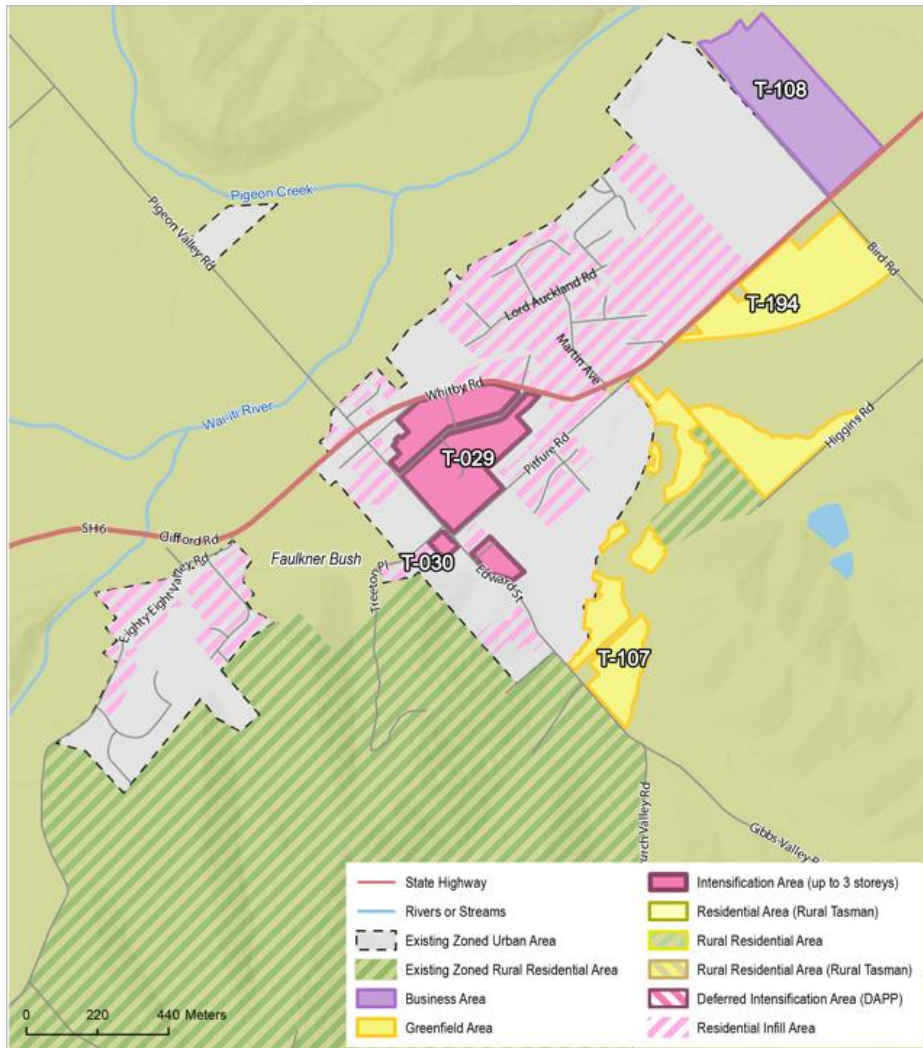 T-108
Pigeon Creek
Pigeon Valley Rd
Bird Rd
Lord Auckland Rd
T-194
Martin Ave
Whitby Rd
Wai-iti River
Higgins Rd
T-029
Pitfure Rd
SH6
Clifford Rd
Faulkner Bush
T-030
Edward St
Treeton Pl
Eighty Eight Valley Rd
T-107
urch Valley Rd
Gibbs Valley R
State Highway
Rivers or Streams
Existing Zoned Urban Area
Existing Zoned Rural Residential Area
Business Area
Greenfield Area
Intensification Area (up to 3 storeys)
Residential Area (Rural Tasman)
Rural Residential Area
Rural Residential Area (Rural Tasman)
Deferred Intensification Area (DAPP)
Residential Infill Area
0 220 440 Meters